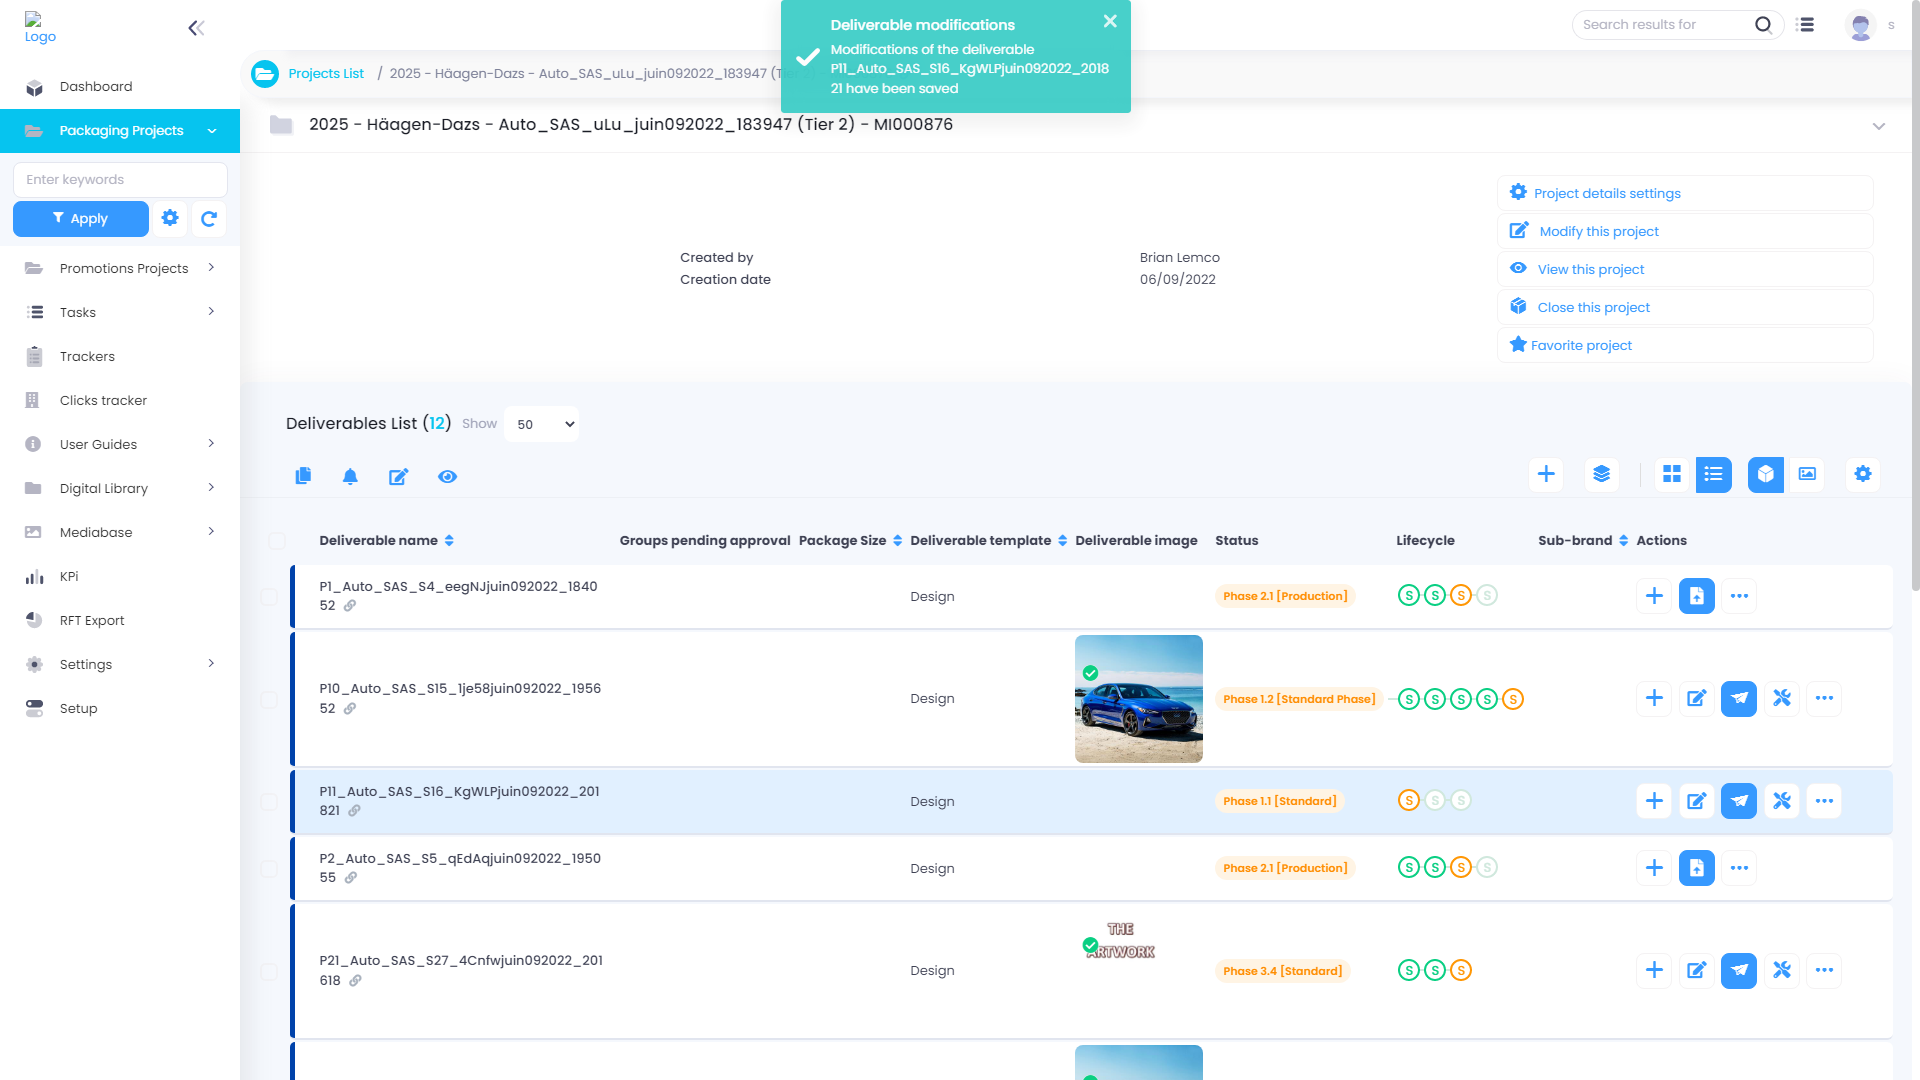 Logo
Deliverable modifications
Modifications of the deliverable
P11_Auto_SAS_S16_KgWLPjuin092022_2018
21 have been saved
Search results for
s
Projects List / 2025 - Häagen-Dazs - Auto_SAS_uLu_juin092022_183947
2025 - Häagen-Dazs - Auto_SAS_uLu_juin092022_183947 (Tier 2) - MI000876
Dashboard
Packaging Projects
Enter keywords
Apply
Promotions Projects
Tasks
Trackers
Clicks tracker
User Guides
Digital Library
Mediabase
KPi
RFT Export
Settings
Setup
Created by
Brian Lemco
Creation date
06/09/2022
Project details settings
Modify this project
View this project
Close this project
Favorite project
Deliverables List (12) Show 50
Deliverable name Groups pending approval Package Size Deliverable template Deliverable image Status Lifecycle Sub-brand Actions
P1_Auto_SAS_S4_eegNJjuin092022_1840
52
Design
Phase 2.1 [Production]
S S S S
P10_Auto_SAS_S15_1je58juin092022_1956
52
Design
Phase 1.2 [Standard Phase]
S S S S S
P11_Auto_SAS_S16_KgWLPjuin092022_201
821
Design
Phase 1.1 [Standard]
S S S
P2_Auto_SAS_S5_qEdAqjuin092022_1950
55
Design
Phase 2.1 [Production]
S S S S
P21_Auto_SAS_S27_4Cnfwjuin092022_201
618
Design
THE
ARTWORK
Phase 3.4 [Standard]
S S S